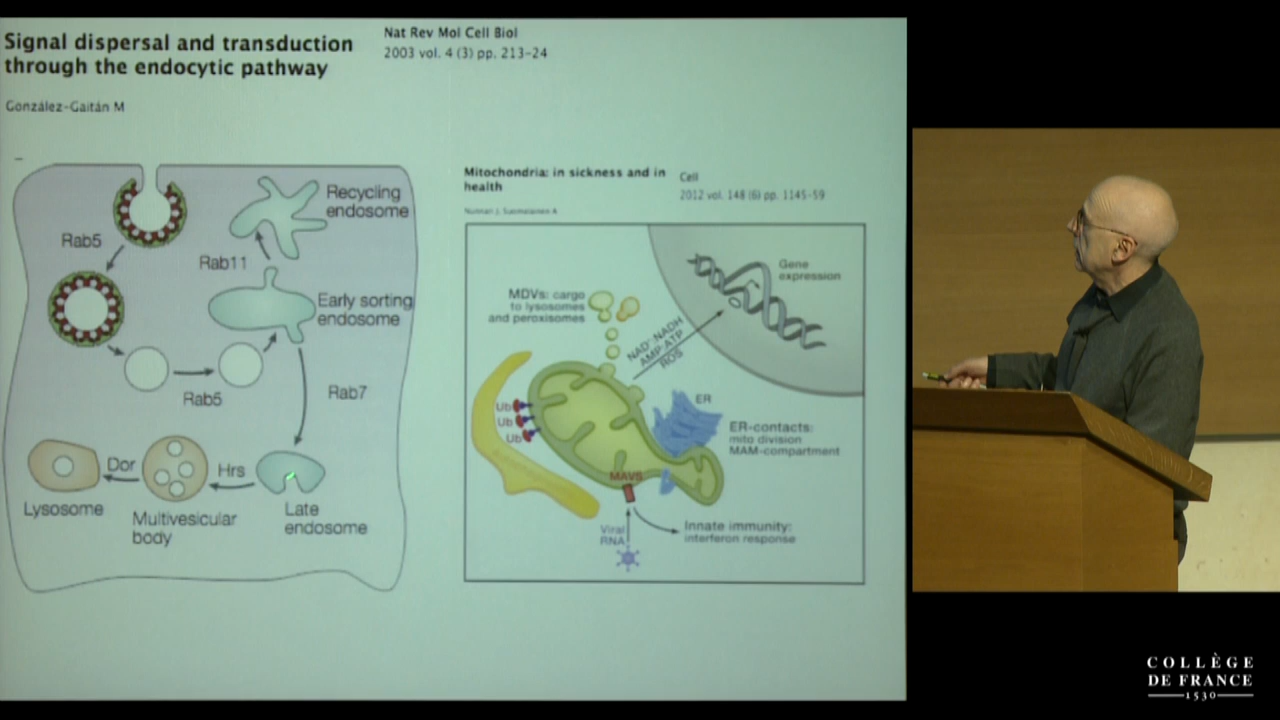 Signal dispersal and transduction
through the endocytic pathway
Nat Rev Mol Cell Biol
2003 vol. 4 (3) pp. 213-24
González-Gaitán M
Rab5
Recycling
endosome
Rab11
Early sorting
endosome
Rab5
Rab7
Dor
Hrs
Lysosome
Multivesicular
body
Late
endosome
Mitochondria: in sickness and in
health
Cell
2012 vol. 148 (6) pp. 1145-59
Gene
expression
MDVs: cargo
to lysosomes
and peroxisomes
NAD⁺:NADH
AMP:ATP
ROS
Ub
Ub
Ub
ER
ER-contacts:
mito division
MAM-compartment
MAVS
Viral
RNA
Innate immunity:
interferon response
COLLÈGE
DE FRANCE
1530